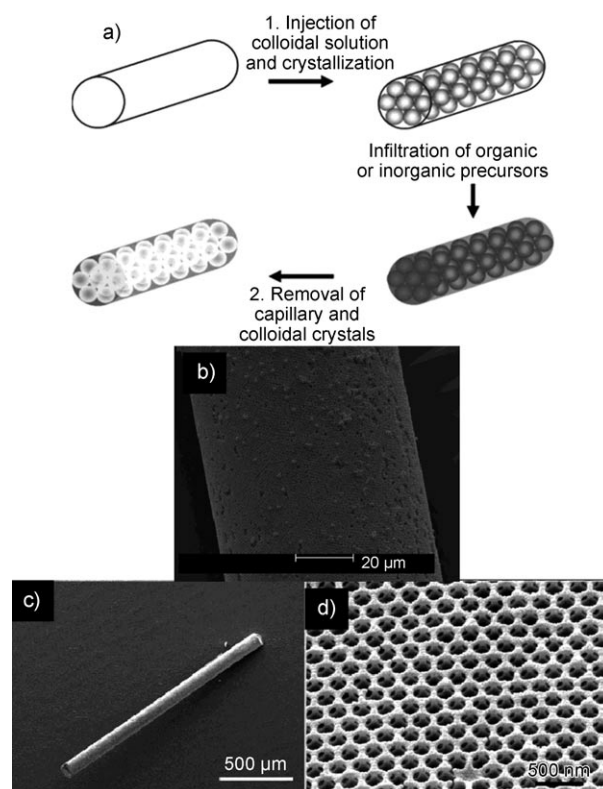 a)
1. Injection of
colloidal solution
and crystallization
Infiltration of organic
or inorganic precursors
2. Removal of
capillary and
colloidal crystals
b)
20 µm
c)
500 µm
d)
500 nm